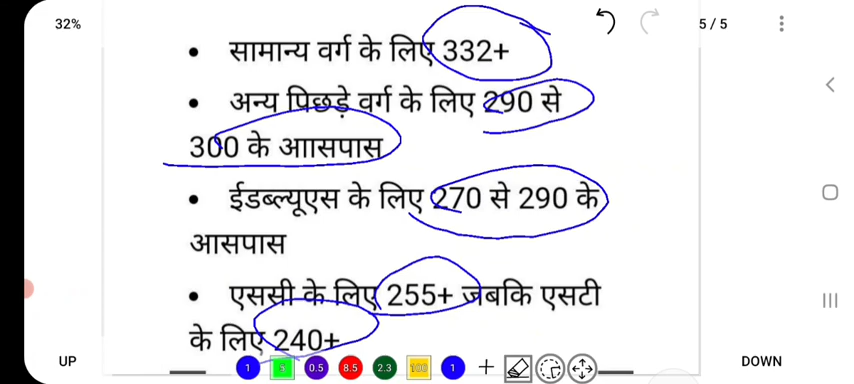 32%
5/5
• सामान्य वर्ग के लिए 332+
• अन्य पिछड़े वर्ग के लिए 290 से
300 के आासपास
• ईडब्ल्यूएस के लिए 270 से 290 के
आसपास
• एससी के लिए 255+ जबकि एसटी
के लिए 240+
UP
1 5 0.5 8.5 2.3 100 1 +
DOWN